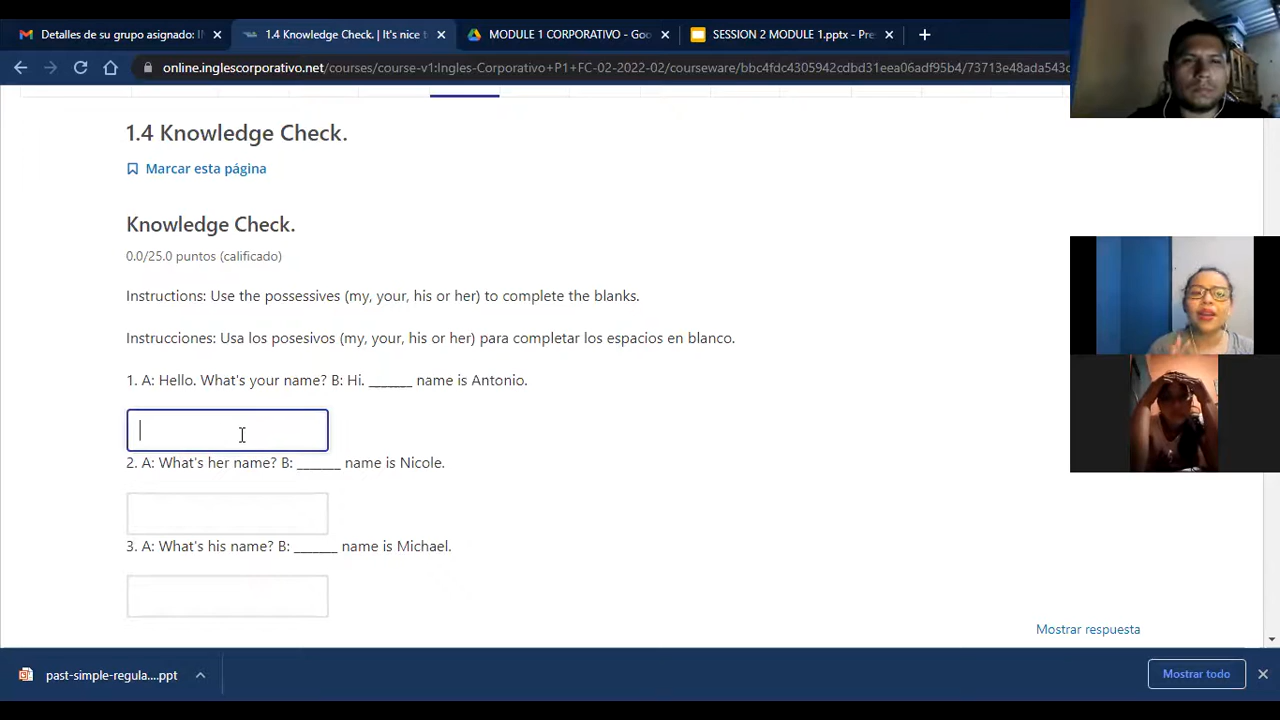 Detalles de su grupo asignado: II
1.4 Knowledge Check. | It's nice t
MODULE 1 CORPORATIVO - Goo
SESSION 2 MODULE 1.pptx - Pre
online.inglescorporativo.net/courses/course-v1:Ingles-Corporativo+P1+FC-02-2022-02/courseware/bbc4fdc4305942cdbd31eea06adf95b4/73713e48ada543c
1.4 Knowledge Check.
Marcar esta página
Knowledge Check.
0.0/25.0 puntos (calificado)
Instructions: Use the possessives (my, your, his or her) to complete the blanks.
Instrucciones: Usa los posesivos (my, your, his or her) para completar los espacios en blanco.
1. A: Hello. What's your name? B: Hi. ______ name is Antonio.
2. A: What's her name? B: ______ name is Nicole.
3. A: What's his name? B: ______ name is Michael.
Mostrar respuesta
past-simple-regula....ppt
Mostrar todo